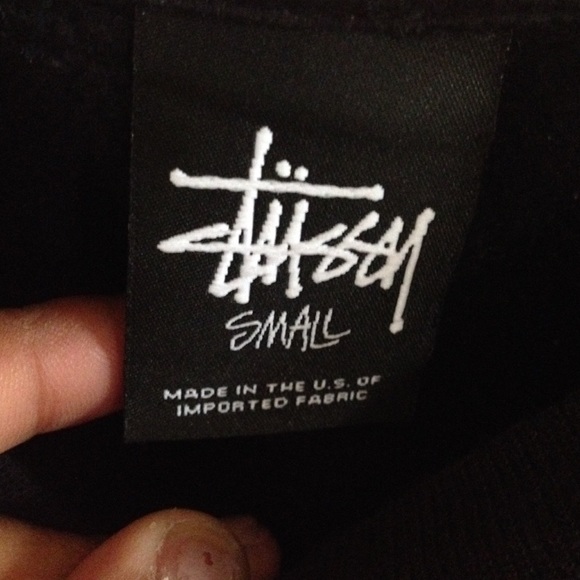 Stüssy
SMALL
MADE IN THE U.S. OF
IMPORTED FABRIC